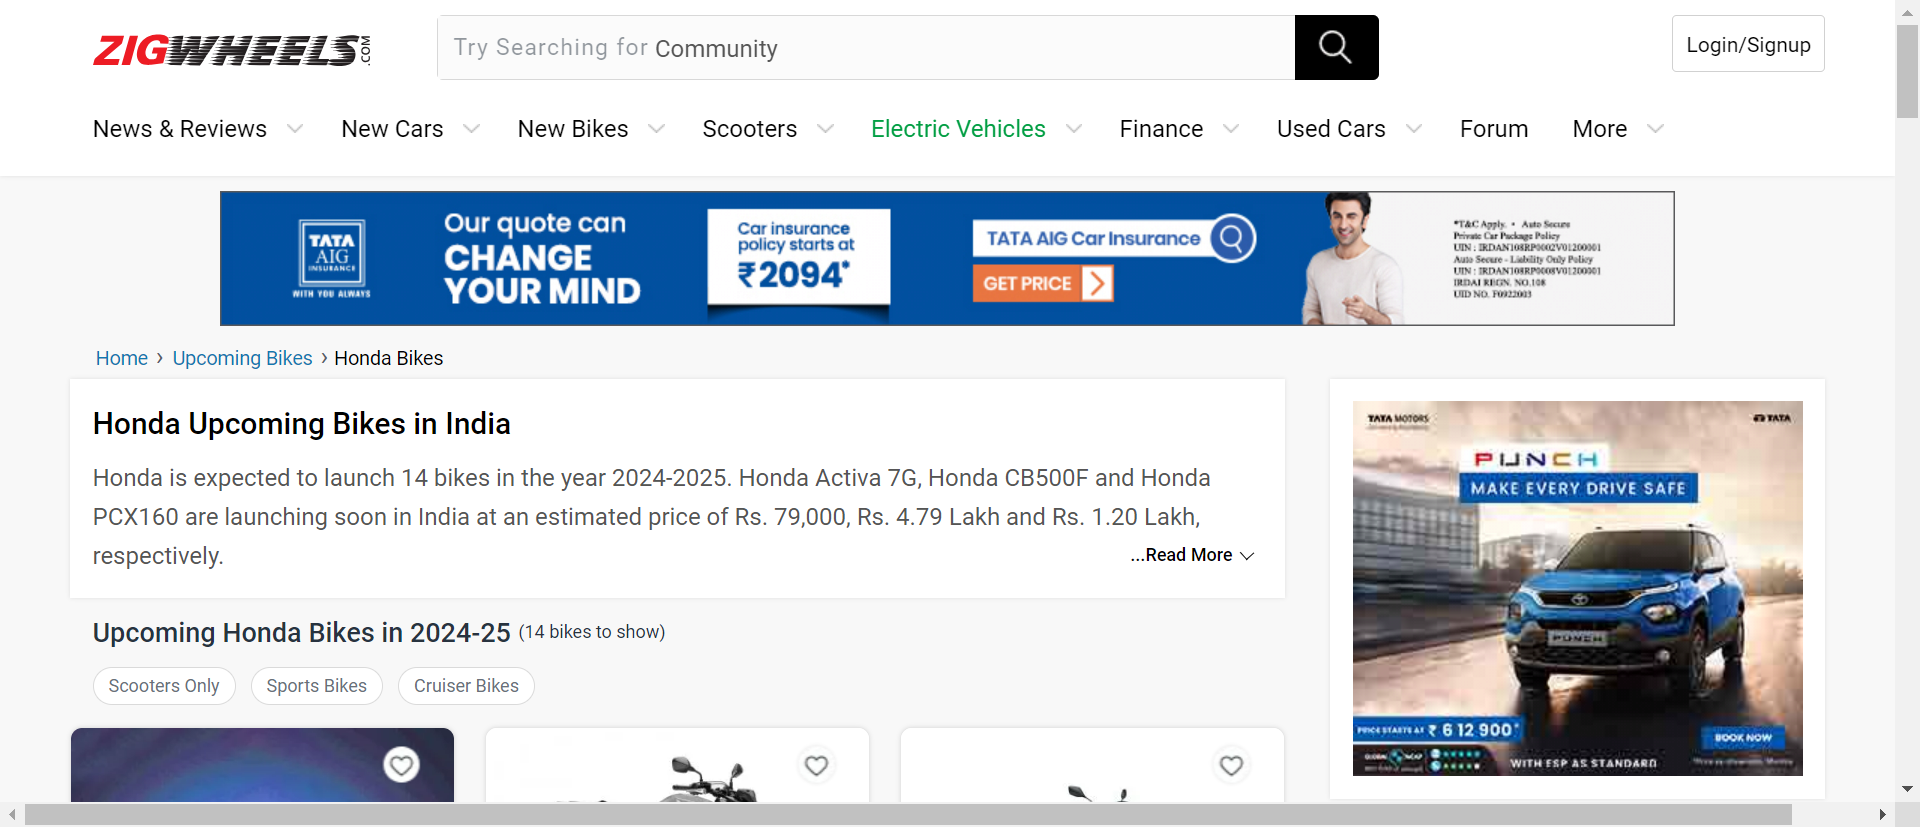 ZIGWHEELS.COM
Try Searching for Community
Login/Signup
News & Reviews New Cars New Bikes Scooters Electric Vehicles Finance Used Cars Forum More
TATA AIG INSURANCE
WITH YOU ALWAYS
Our quote can
CHANGE
YOUR MIND
Car insurance
policy starts at
₹2094*
TATA AIG Car Insurance
GET PRICE
*T&C Apply. • Auto Secure
Private Car Package Policy
UIN : IRDAN108RP0002V01200001
Auto Secure - Liability Only Policy
UIN : IRDAN108RP0008V01200001
IRDAI REGN. NO.108
UID NO. F0922003
Home › Upcoming Bikes › Honda Bikes
Honda Upcoming Bikes in India
Honda is expected to launch 14 bikes in the year 2024-2025. Honda Activa 7G, Honda CB500F and Honda
PCX160 are launching soon in India at an estimated price of Rs. 79,000, Rs. 4.79 Lakh and Rs. 1.20 Lakh,
respectively.
...Read More
Upcoming Honda Bikes in 2024-25 (14 bikes to show)
Scooters Only Sports Bikes Cruiser Bikes
TATA MOTORS
TATA
PUNCH
MAKE EVERY DRIVE SAFE
PUNCH
PRICE STARTS AT ₹ 6 12 900*
BOOK NOW
GLOBAL NCAP
WITH ESP AS STANDARD